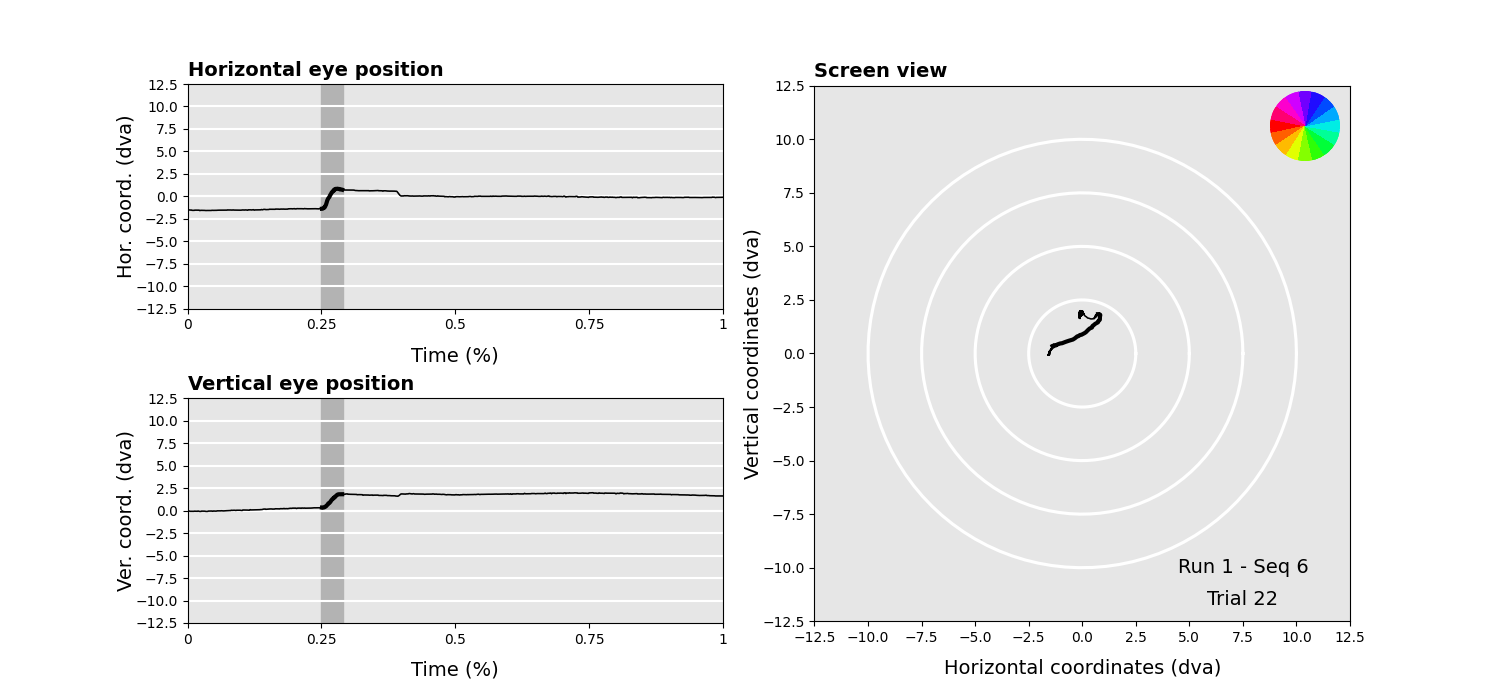 Horizontal eye position
12.5
10.0
7.5
5.0
2.5
0.0
−2.5
−5.0
−7.5
−10.0
−12.5
Hor. coord. (dva)
0 0.25 0.5 0.75 1
Time (%)
Vertical eye position
12.5
10.0
7.5
5.0
2.5
0.0
−2.5
−5.0
−7.5
−10.0
−12.5
Ver. coord. (dva)
0 0.25 0.5 0.75 1
Time (%)
Screen view
12.5
10.0
7.5
5.0
2.5
0.0
−2.5
−5.0
−7.5
−10.0
−12.5
Vertical coordinates (dva)
Run 1 - Seq 6
Trial 22
−12.5 −10.0 −7.5 −5.0 −2.5 0.0 2.5 5.0 7.5 10.0 12.5
Horizontal coordinates (dva)